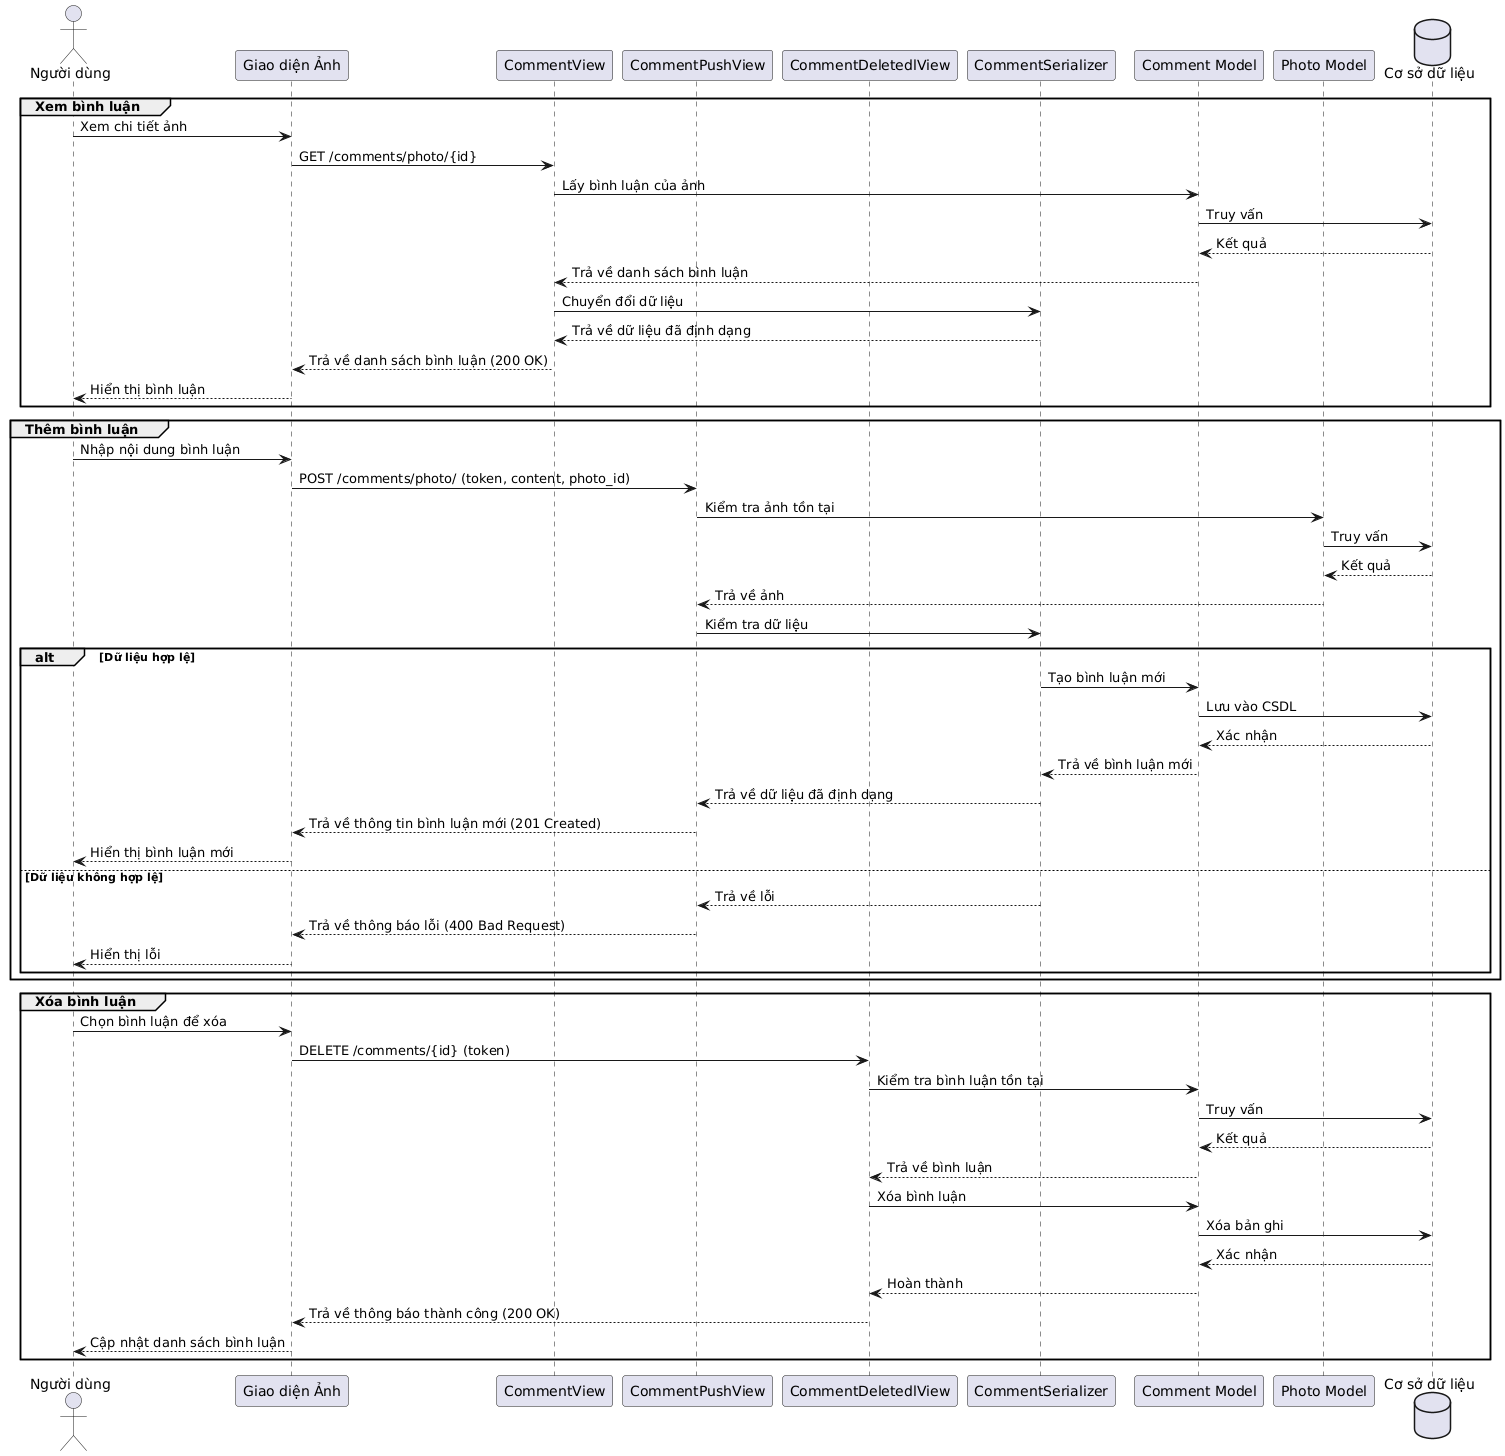 Người dùng
Giao diện Ảnh
CommentView
CommentPushView
CommentDeletedlView
CommentSerializer
Comment Model
Photo Model
Cơ sở dữ liệu
Xem bình luận
Xem chi tiết ảnh
GET /comments/photo/{id}
Lấy bình luận của ảnh
Truy vấn
Kết quả
Trả về danh sách bình luận
Chuyển đổi dữ liệu
Trả về dữ liệu đã định dạng
Trả về danh sách bình luận (200 OK)
Hiển thị bình luận
Thêm bình luận
Nhập nội dung bình luận
POST /comments/photo/ (token, content, photo_id)
Kiểm tra ảnh tồn tại
Truy vấn
Kết quả
Trả về ảnh
Kiểm tra dữ liệu
alt [Dữ liệu hợp lệ]
Tạo bình luận mới
Lưu vào CSDL
Xác nhận
Trả về bình luận mới
Trả về dữ liệu đã định dạng
Trả về thông tin bình luận mới (201 Created)
Hiển thị bình luận mới
[Dữ liệu không hợp lệ]
Trả về lỗi
Trả về thông báo lỗi (400 Bad Request)
Hiển thị lỗi
Xóa bình luận
Chọn bình luận để xóa
DELETE /comments/{id} (token)
Kiểm tra bình luận tồn tại
Truy vấn
Kết quả
Trả về bình luận
Xóa bình luận
Xóa bản ghi
Xác nhận
Hoàn thành
Trả về thông báo thành công (200 OK)
Cập nhật danh sách bình luận
Người dùng
Giao diện Ảnh
CommentView
CommentPushView
CommentDeletedlView
CommentSerializer
Comment Model
Photo Model
Cơ sở dữ liệu